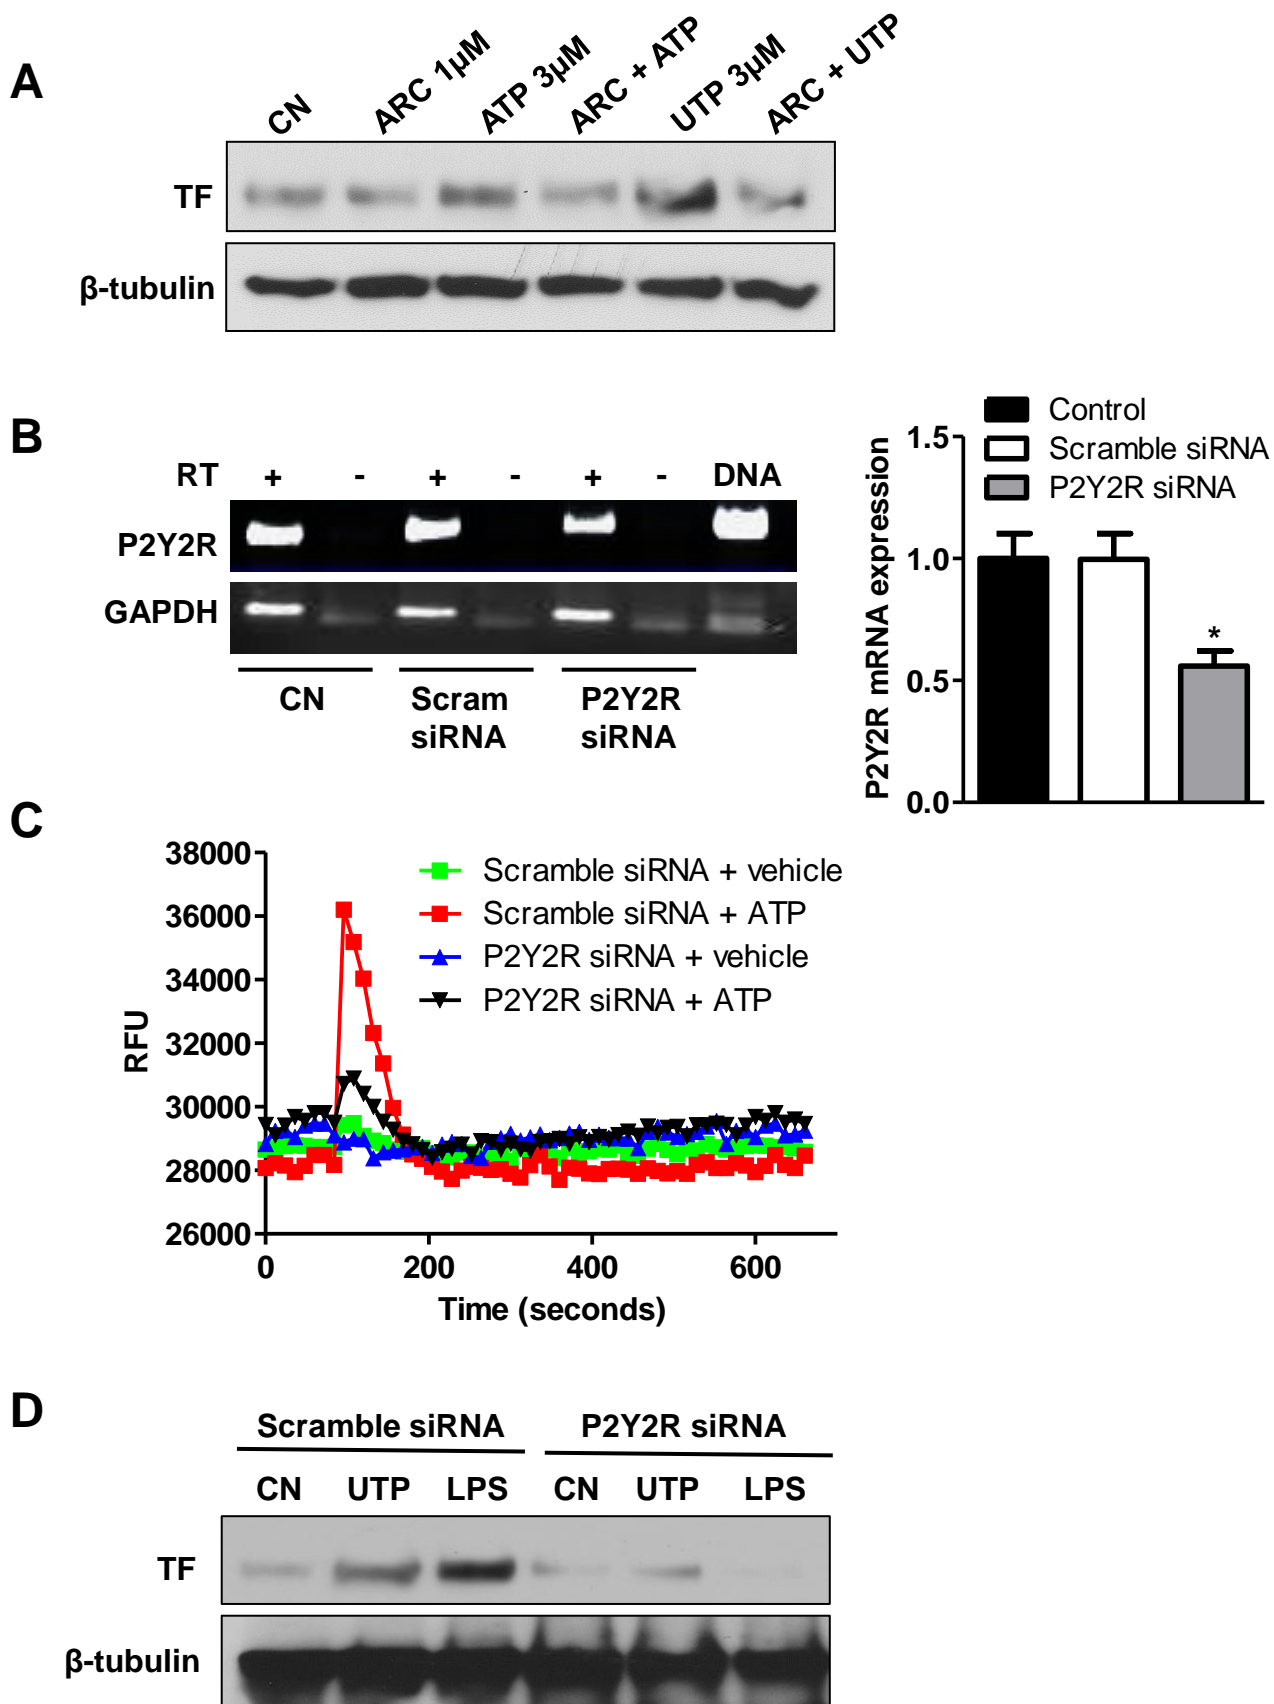 A
CN ARC 1µM ATP 3µM ARC + ATP UTP 3µM ARC + UTP
TF
β-tubulin
B
RT + - + - + - DNA
P2Y2R
GAPDH
CN Scram siRNA P2Y2R siRNA
Control
Scramble siRNA
P2Y2R siRNA
P2Y2R mRNA expression
1.5
1.0
0.5
0.0
*
C
38000
36000
34000
32000
30000
28000
26000
RFU
Scramble siRNA + vehicle
Scramble siRNA + ATP
P2Y2R siRNA + vehicle
P2Y2R siRNA + ATP
0 200 400 600
Time (seconds)
D
Scramble siRNA P2Y2R siRNA
CN UTP LPS CN UTP LPS
TF
β-tubulin